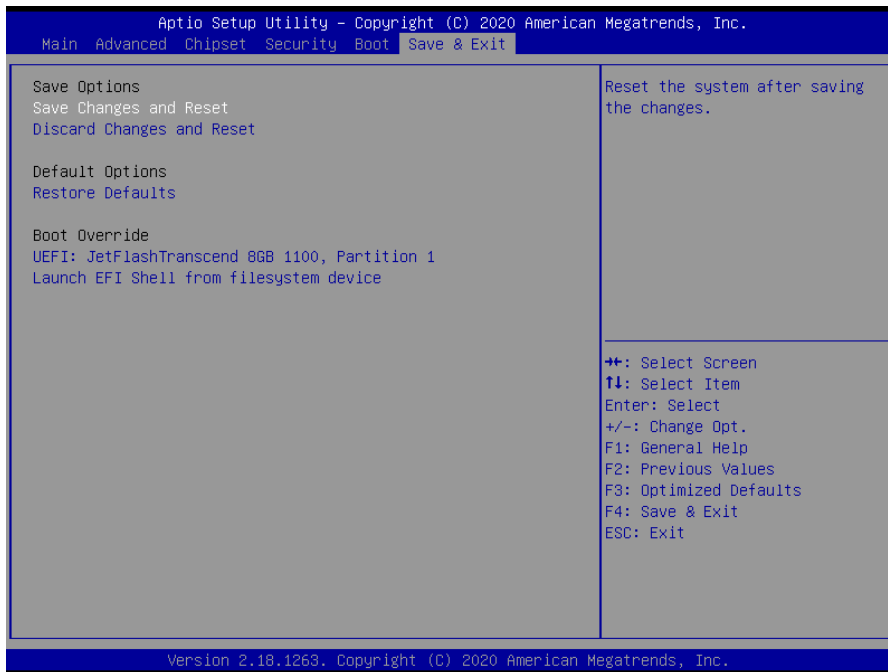 Aptio Setup Utility – Copyright (C) 2020 American Megatrends, Inc.
Main Advanced Chipset Security Boot Save & Exit
Save Options
Save Changes and Reset
Discard Changes and Reset
Default Options
Restore Defaults
Boot Override
UEFI: JetFlashTranscend 8GB 1100, Partition 1
Launch EFI Shell from filesystem device
Reset the system after saving
the changes.
→←: Select Screen
↑↓: Select Item
Enter: Select
+/-: Change Opt.
F1: General Help
F2: Previous Values
F3: Optimized Defaults
F4: Save & Exit
ESC: Exit
Version 2.18.1263. Copyright (C) 2020 American Megatrends, Inc.